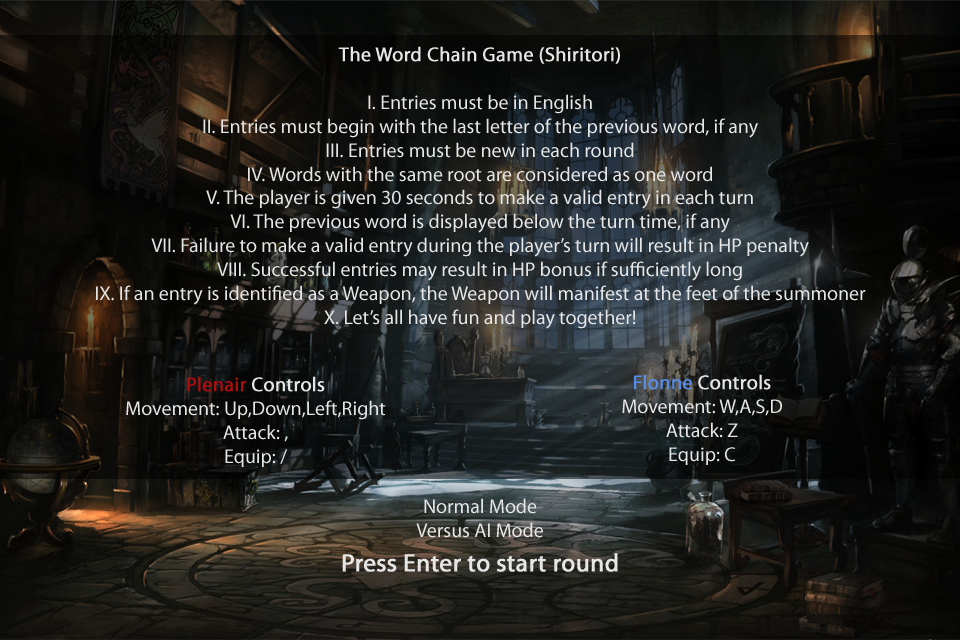 The Word Chain Game (Shiritori)
I. Entries must be in English
II. Entries must begin with the last letter of the previous word, if any
III. Entries must be new in each round
IV. Words with the same root are considered as one word
V. The player is given 30 seconds to make a valid entry in each turn
VI. The previous word is displayed below the turn time, if any
VII. Failure to make a valid entry during the player's turn will result in HP penalty
VIII. Successful entries may result in HP bonus if sufficiently long
IX. If an entry is identified as a Weapon, the Weapon will manifest at the feet of the summoner
X. Let's all have fun and play together!
Plenair Controls
Movement: Up,Down,Left,Right
Attack: ,
Equip: /
Flonne Controls
Movement: W,A,S,D
Attack: Z
Equip: C
Normal Mode
Versus AI Mode
Press Enter to start round